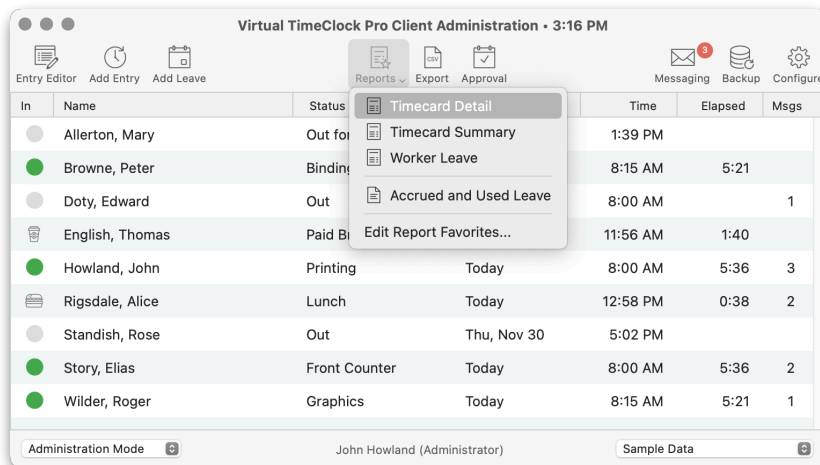 Virtual TimeClock Pro Client Administration • 3:16 PM
Entry Editor Add Entry Add Leave Reports Export Approval Messaging 3 Backup Configure
CSV
In Name Status Time Elapsed Msgs
Timecard Detail
Allerton, Mary Out for 1:39 PM
Timecard Summary
Worker Leave
Browne, Peter Binding 8:15 AM 5:21
Doty, Edward Out 8:00 AM 1
Accrued and Used Leave
English, Thomas Paid 11:56 AM 1:40
Edit Report Favorites...
Howland, John Printing Today 8:00 AM 5:36 3
Rigsdale, Alice Lunch Today 12:58 PM 0:38 2
Standish, Rose Out Thu, Nov 30 5:02 PM
Story, Elias Front Counter Today 8:00 AM 5:36 2
Wilder, Roger Graphics Today 8:15 AM 5:21 1
Administration Mode John Howland (Administrator) Sample Data